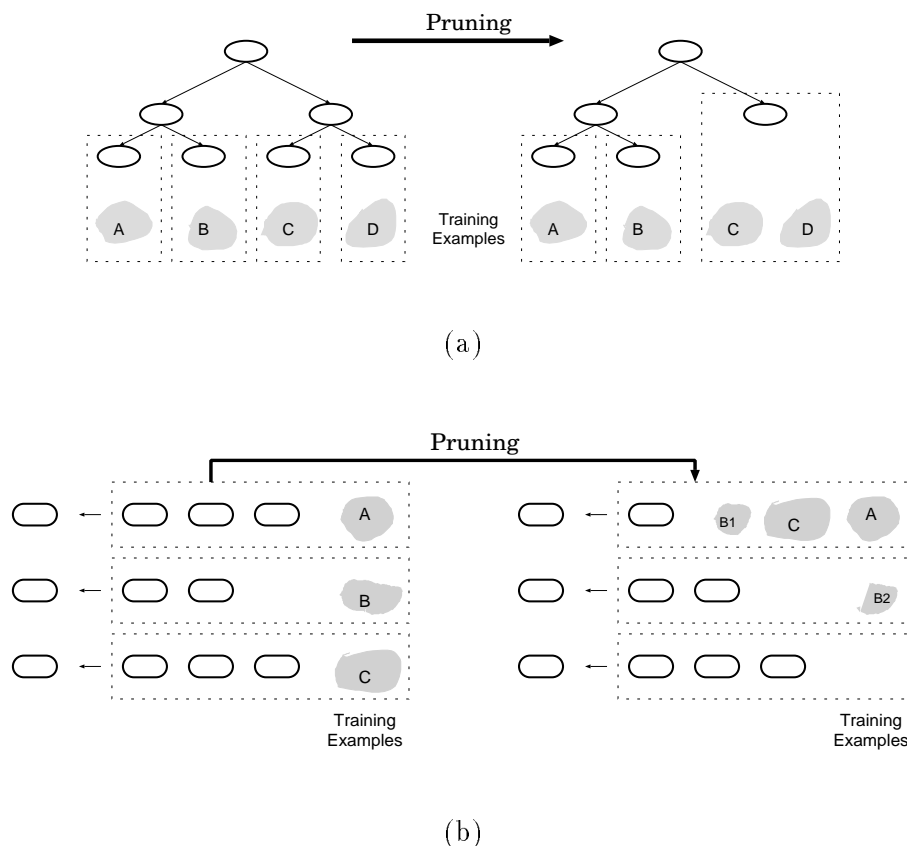 Pruning
A B C D
Training
Examples
A B C D
(a)
Pruning
A
B1 C A
B
B2
C
Training
Examples
Training
Examples
(b)